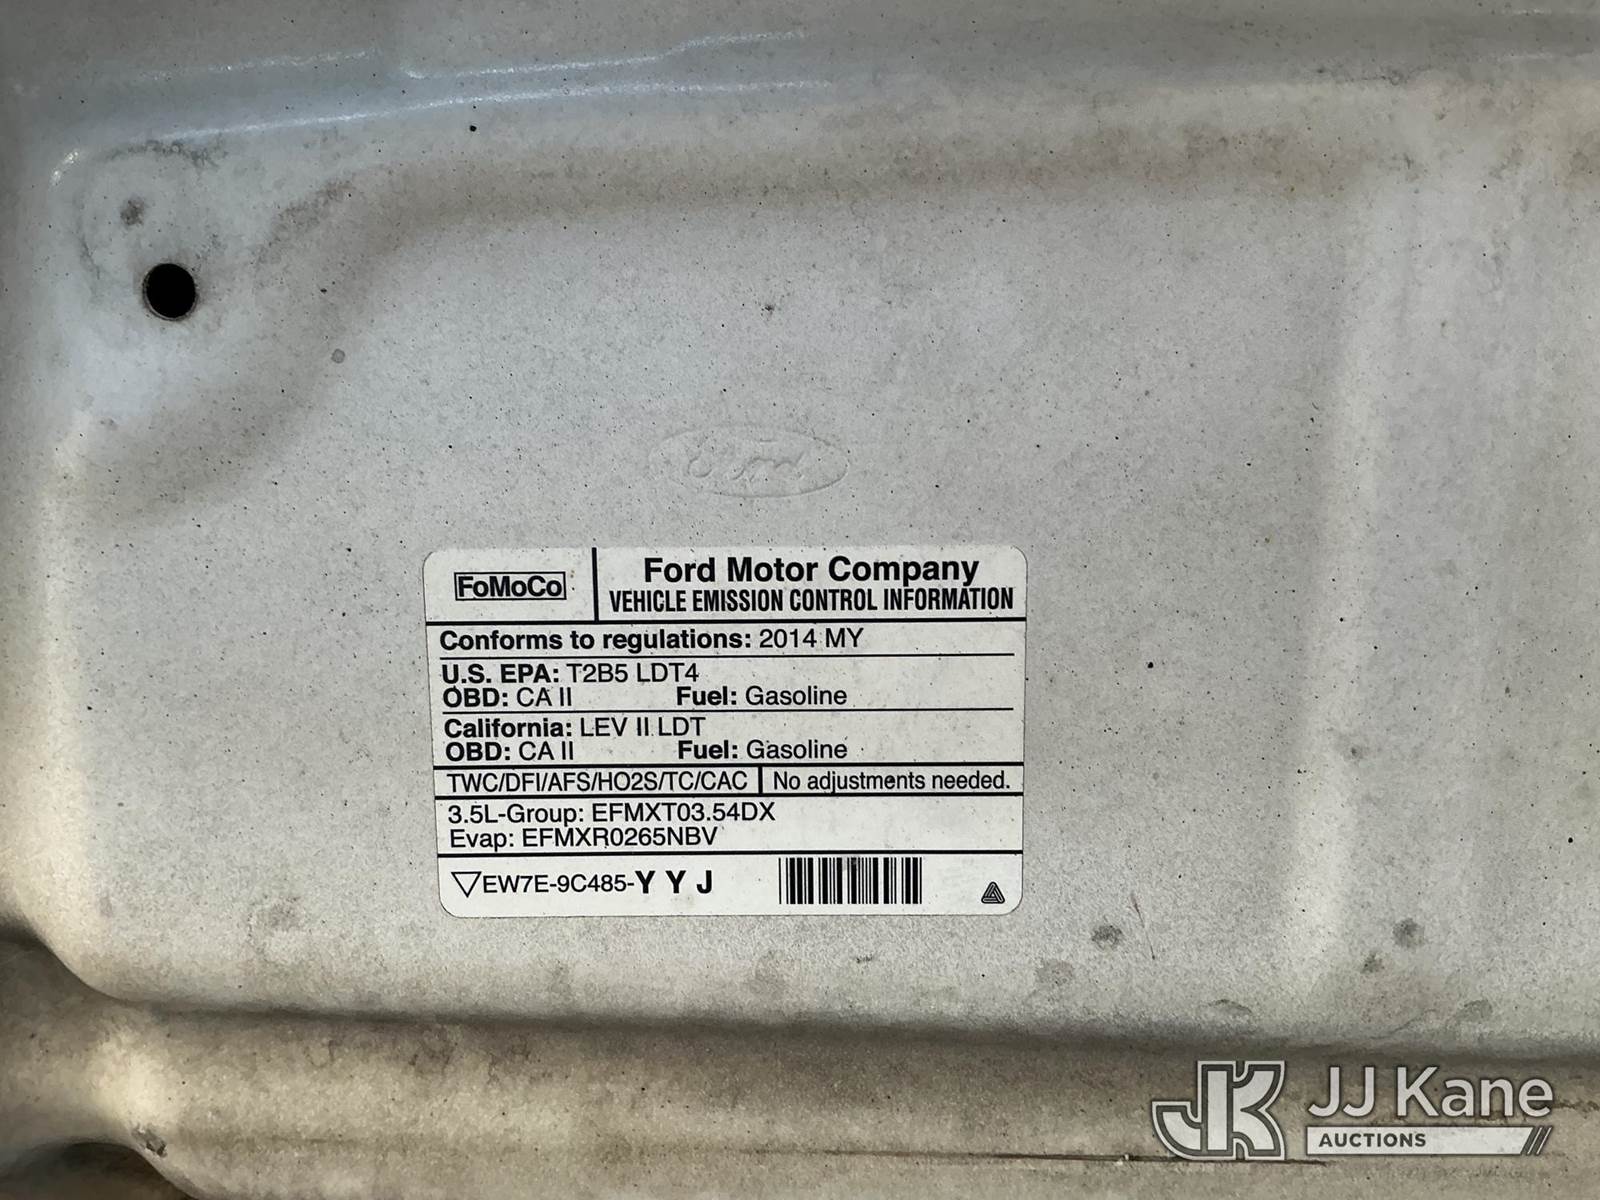 Ford
FoMoCo
Ford Motor Company
VEHICLE EMISSION CONTROL INFORMATION
Conforms to regulations: 2014 MY
U.S. EPA: T2B5 LDT4
OBD: CA II Fuel: Gasoline
California: LEV II LDT
OBD: CA II Fuel: Gasoline
TWC/DFI/AFS/HO2S/TC/CAC No adjustments needed.
3.5L-Group: EFMXT03.54DX
Evap: EFMXR0265NBV
EW7E-9C485-Y Y J
JK JJ Kane
AUCTIONS